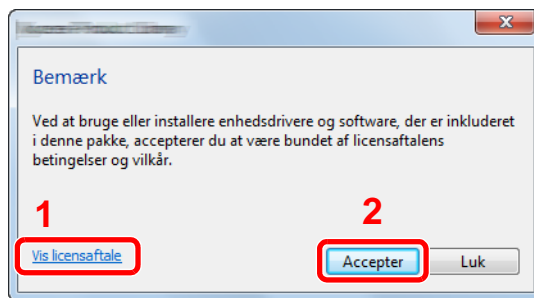 Bemærk
Ved at bruge eller installere enhedsdrivere og software, der er inkluderet
i denne pakke, accepterer du at være bundet af licensaftalens
betingelser og vilkår.
1
2
Vis licensaftale
Accepter
Luk